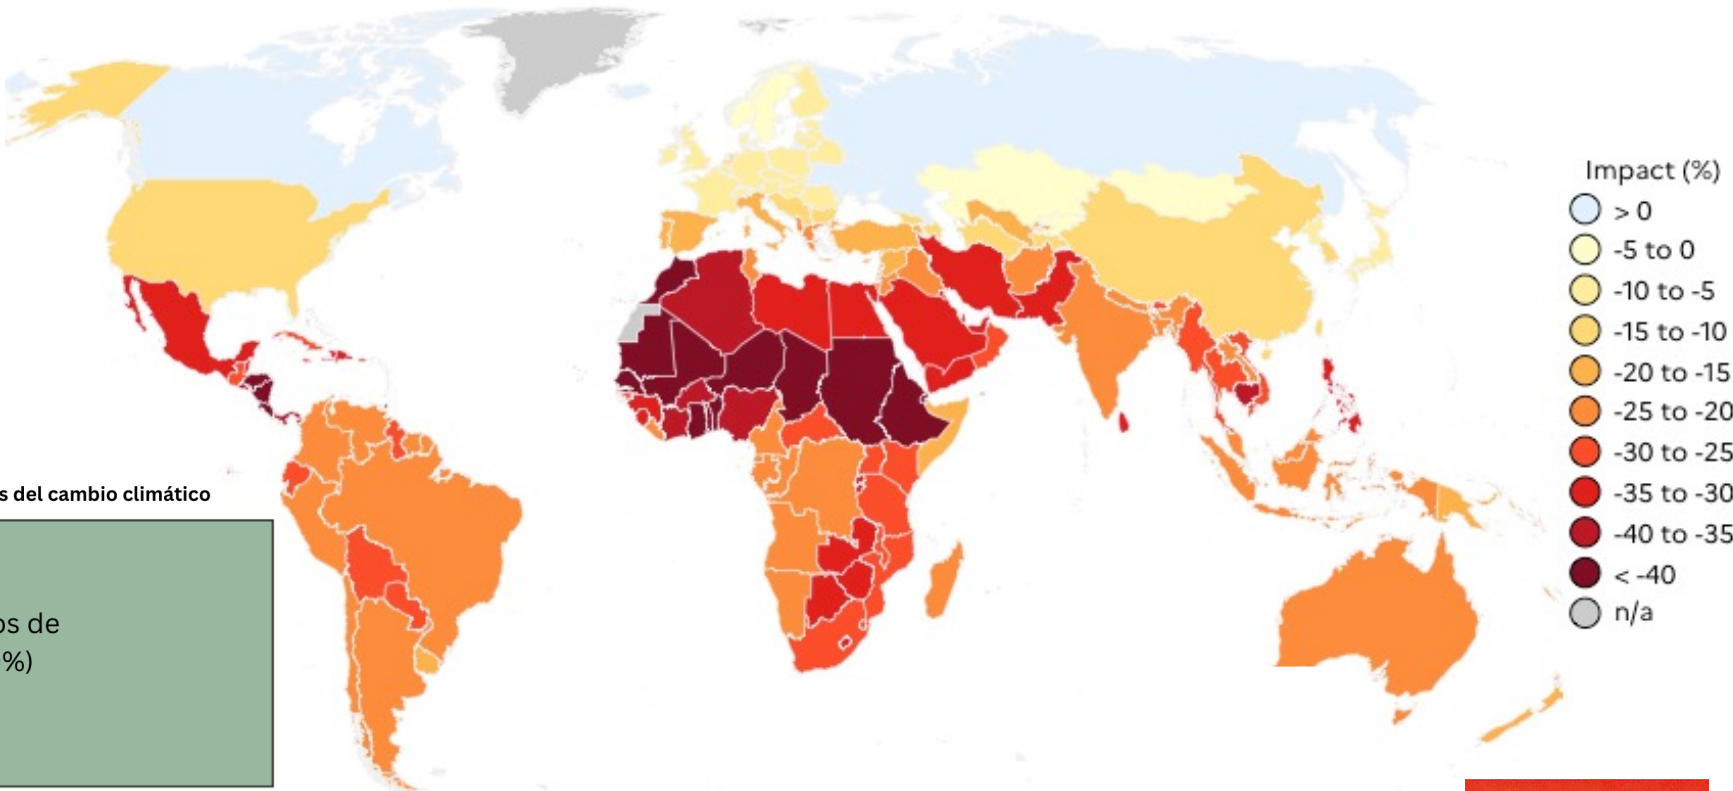 Impact (%)
> 0
-5 to 0
-10 to -5
-15 to -10
-20 to -15
-25 to -20
-30 to -25
-35 to -30
-40 to -35
< -40
n/a
s del cambio climático
os de
%)